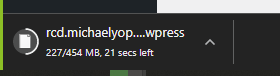 rcd.michaelyop....wpress
227/454 MB, 21 secs left